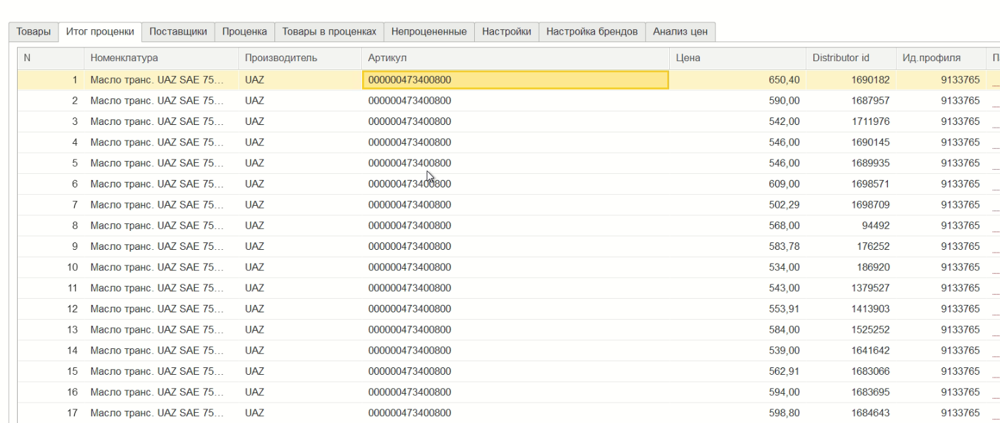 Товары Итог проценки Поставщики Проценка Товары в проценках Непроцененные Настройки Настройка брендов Анализ цен
N Номенклатура Производитель Артикул Цена Distributor id Ид.профиля
1 Масло транс. UAZ SAE 75... UAZ 000000473400800 650,40 1690182 9133765
2 Масло транс. UAZ SAE 75... UAZ 000000473400800 590,00 1687957 9133765
3 Масло транс. UAZ SAE 75... UAZ 000000473400800 542,00 1711976 9133765
4 Масло транс. UAZ SAE 75... UAZ 000000473400800 546,00 1690145 9133765
5 Масло транс. UAZ SAE 75... UAZ 000000473400800 546,00 1689935 9133765
6 Масло транс. UAZ SAE 75... UAZ 000000473400800 609,00 1698571 9133765
7 Масло транс. UAZ SAE 75... UAZ 000000473400800 502,29 1698709 9133765
8 Масло транс. UAZ SAE 75... UAZ 000000473400800 568,00 94492 9133765
9 Масло транс. UAZ SAE 75... UAZ 000000473400800 583,78 176252 9133765
10 Масло транс. UAZ SAE 75... UAZ 000000473400800 534,00 186920 9133765
11 Масло транс. UAZ SAE 75... UAZ 000000473400800 543,00 1379527 9133765
12 Масло транс. UAZ SAE 75... UAZ 000000473400800 553,91 1413903 9133765
13 Масло транс. UAZ SAE 75... UAZ 000000473400800 584,00 1525252 9133765
14 Масло транс. UAZ SAE 75... UAZ 000000473400800 539,00 1641642 9133765
15 Масло транс. UAZ SAE 75... UAZ 000000473400800 562,91 1683066 9133765
16 Масло транс. UAZ SAE 75... UAZ 000000473400800 594,00 1683695 9133765
17 Масло транс. UAZ SAE 75... UAZ 000000473400800 598,80 1684643 9133765